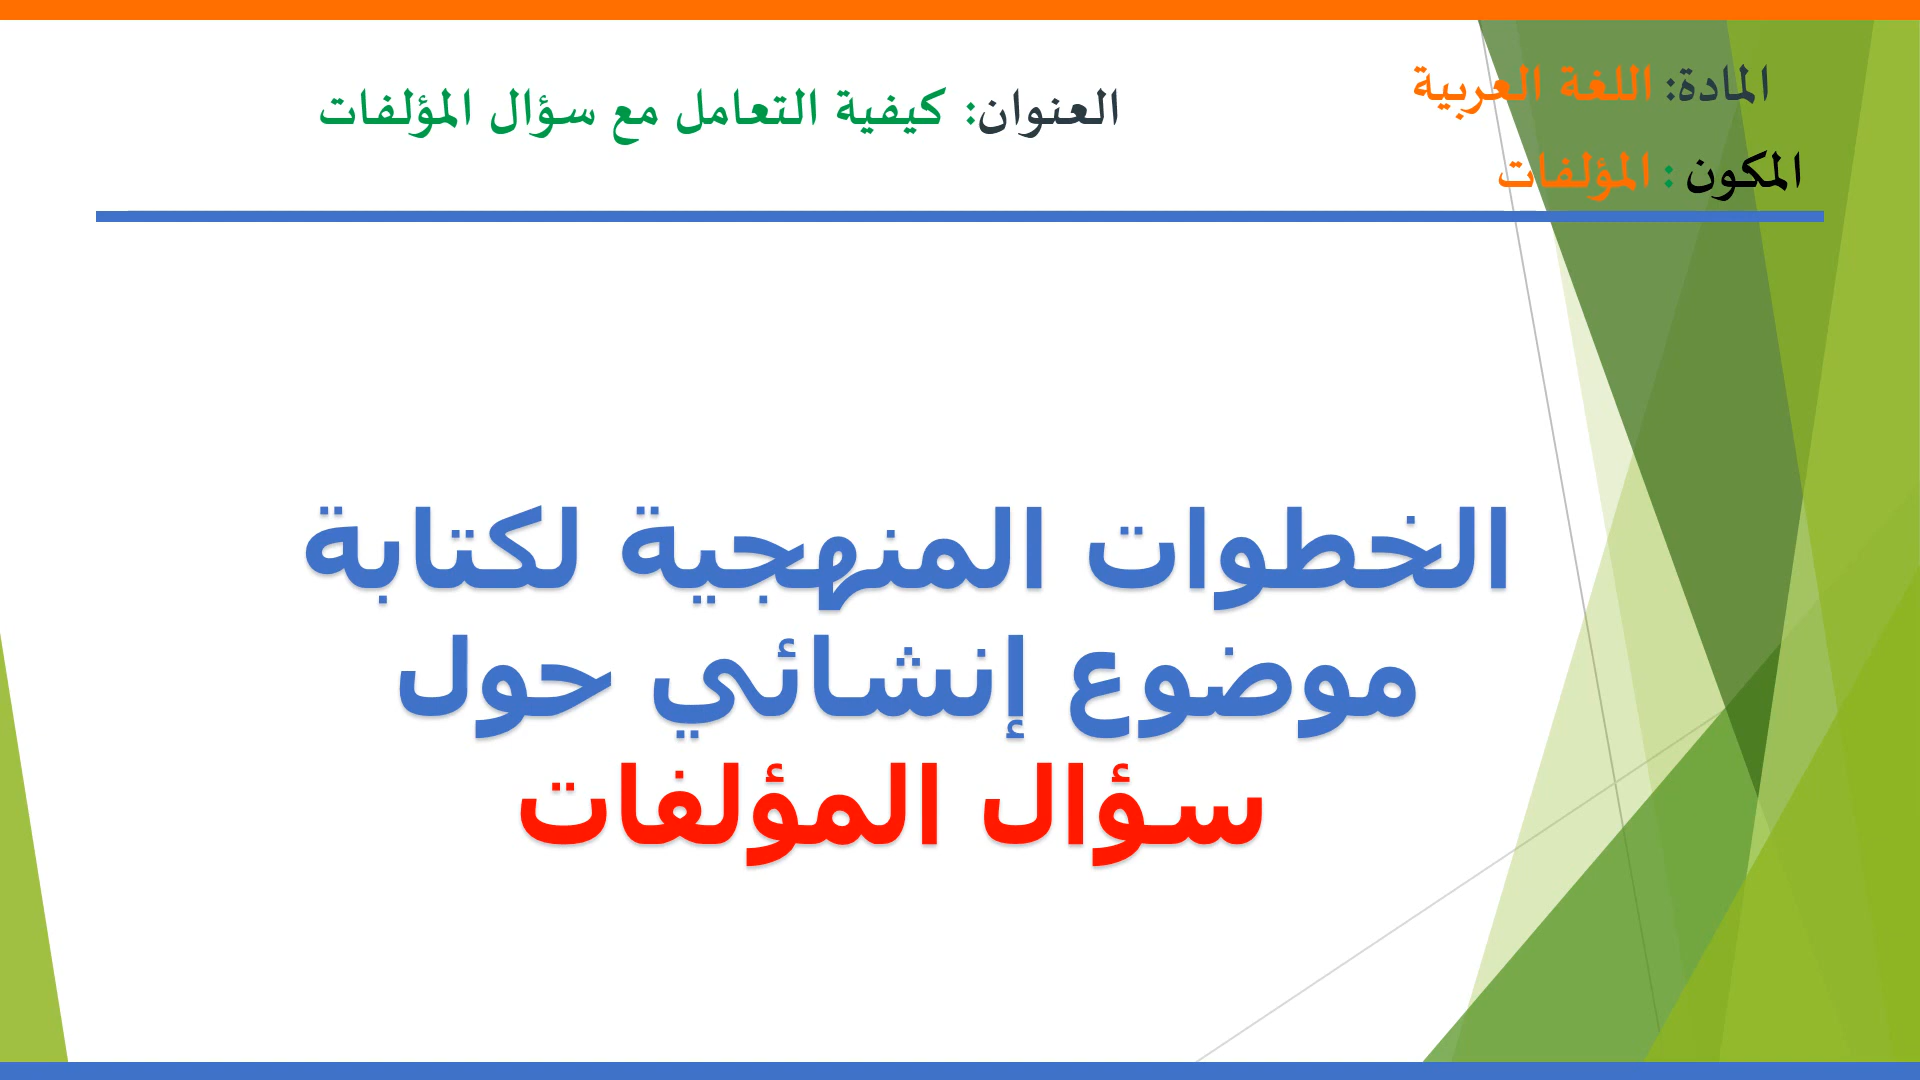 المادة: اللغة العربية
العنوان: كيفية التعامل مع سؤال المؤلفات
المكون : المؤلفات
الخطوات المنهجية لكتابة
موضوع إنشائي حول
سؤال المؤلفات